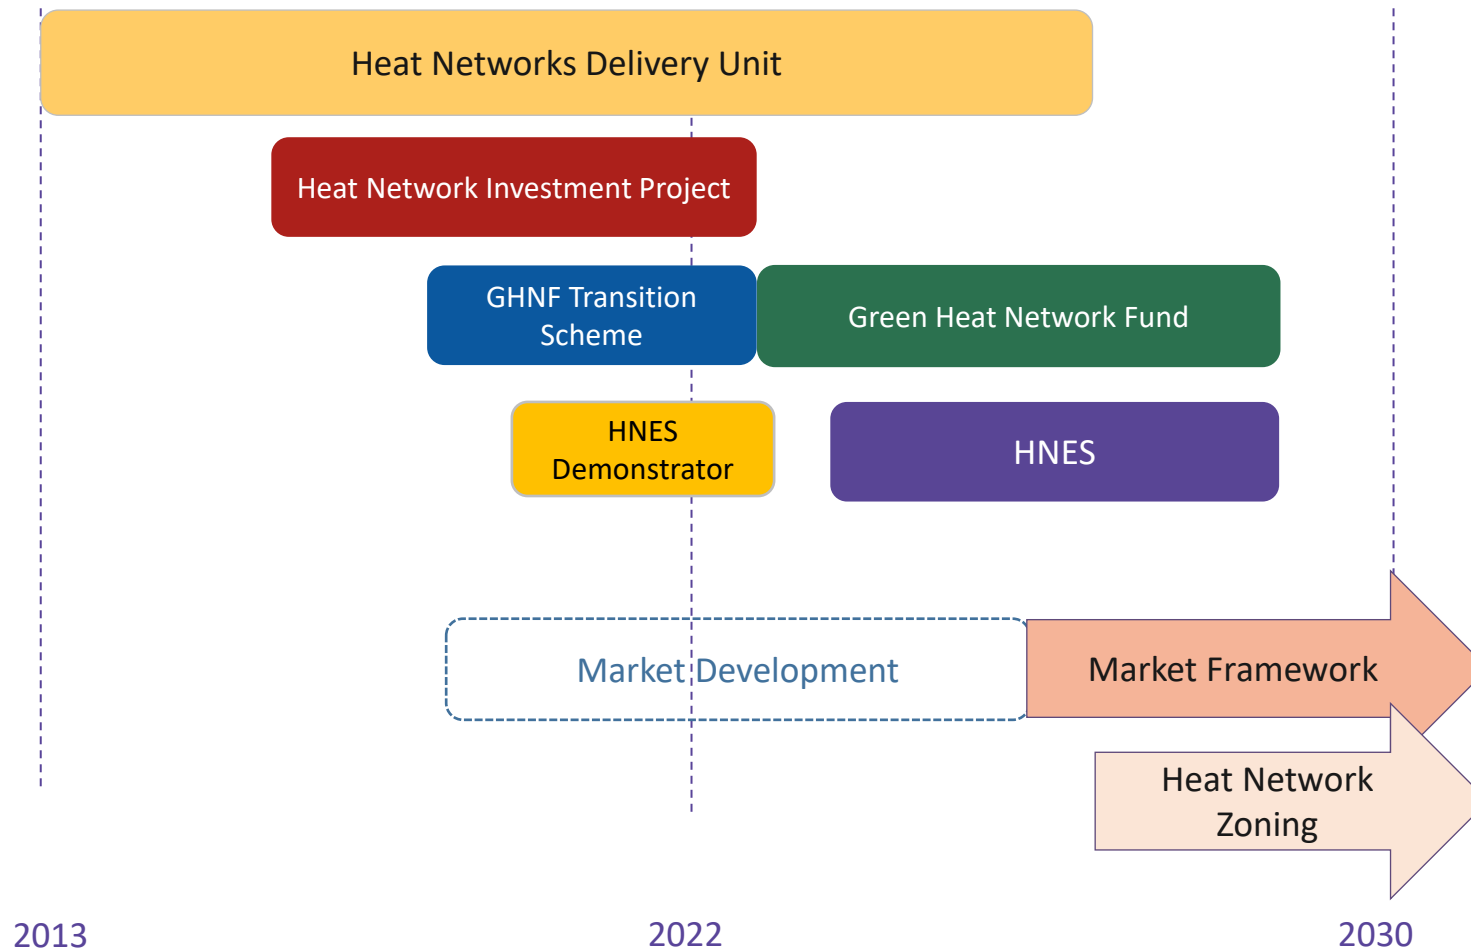 Heat Networks Delivery Unit
Heat Network Investment Project
GHNF Transition
Scheme
Green Heat Network Fund
HNES
Demonstrator
HNES
Market Development
Market Framework
Heat Network
Zoning
2013
2022
2030